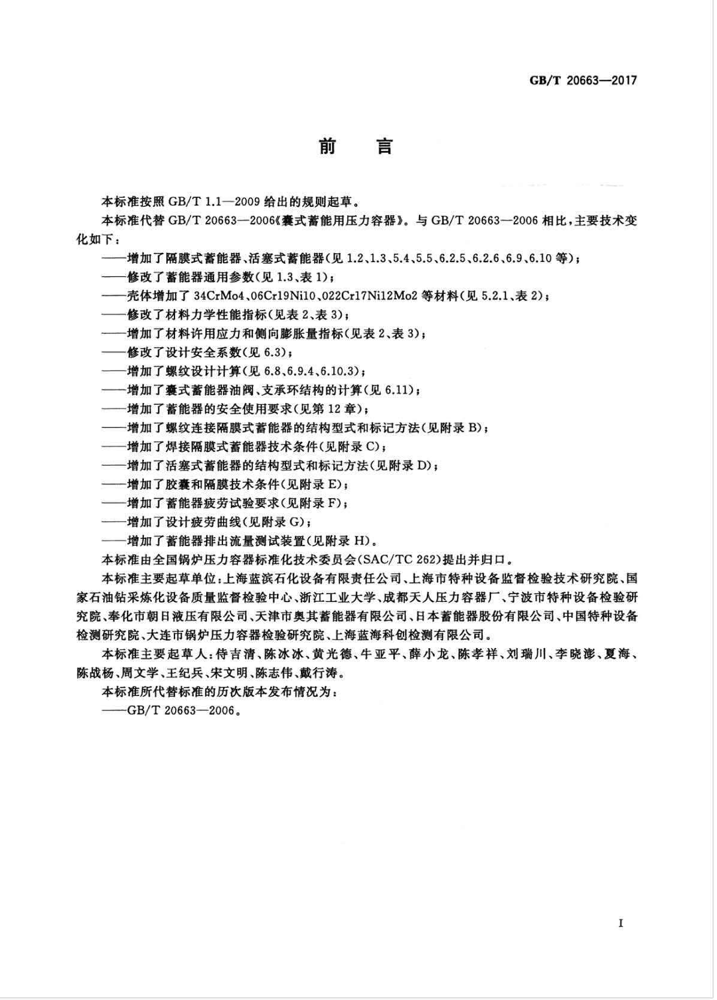 GB/T 20663—2017
前　　言
本标准按照 GB/T 1.1—2009 给出的规则起草。
本标准代替 GB/T 20663—2006《囊式蓄能用压力容器》。与 GB/T 20663—2006 相比,主要技术变
化如下:
——增加了隔膜式蓄能器、活塞式蓄能器(见 1.2、1.3、5.4、5.5、6.2.5、6.2.6、6.9、6.10 等);
——修改了蓄能器通用参数(见 1.3、表 1);
——壳体增加了 34CrMo4、06Cr19Ni10、022Cr17Ni12Mo2 等材料(见 5.2.1、表 2);
——修改了材料力学性能指标(见表 2、表 3);
——增加了材料许用应力和侧向膨胀量指标(见表 2、表 3);
——修改了设计安全系数(见 6.3);
——增加了螺纹设计计算(见 6.8、6.9.4、6.10.3);
——增加了囊式蓄能器油阀、支承环结构的计算(见 6.11);
——增加了蓄能器的安全使用要求(见第 12 章);
——增加了螺纹连接隔膜式蓄能器的结构型式和标记方法(见附录 B);
——增加了焊接隔膜式蓄能器技术条件(见附录 C);
——增加了活塞式蓄能器的结构型式和标记方法(见附录 D);
——增加了胶囊和隔膜技术条件(见附录 E);
——增加了蓄能器疲劳试验要求(见附录 F);
——增加了设计疲劳曲线(见附录 G);
——增加了蓄能器排出流量测试装置(见附录 H)。
本标准由全国锅炉压力容器标准化技术委员会(SAC/TC 262)提出并归口。
本标准主要起草单位:上海蓝滨石化设备有限责任公司、上海市特种设备监督检验技术研究院、国
家石油钻采炼化设备质量监督检验中心、浙江工业大学、成都天人压力容器厂、宁波市特种设备检验研
究院、奉化市朝日液压有限公司、天津市奥其蓄能器有限公司、日本蓄能器股份有限公司、中国特种设备
检测研究院、大连市锅炉压力容器检验研究院、上海蓝海科创检测有限公司。
本标准主要起草人:侍吉清、陈冰冰、黄光德、牛亚平、薛小龙、陈孝祥、刘瑞川、李晓澎、夏海、
陈战杨、周文学、王纪兵、宋文明、陈志伟、戴行涛。
本标准所代替标准的历次版本发布情况为:
——GB/T 20663—2006。
I